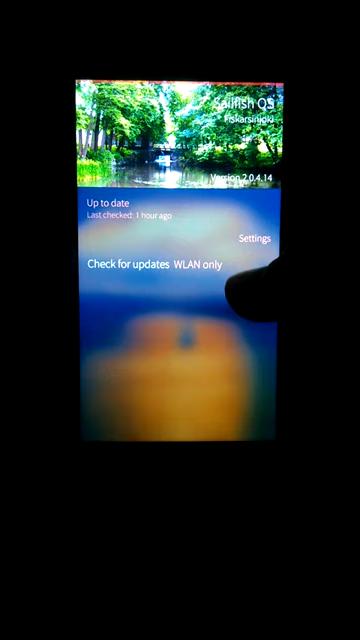 Sailfish OS
Fiskarsinjoki
Version 2.0.4.14
Up to date
Last checked: 1 hour ago
Settings
Check for updates WLAN only